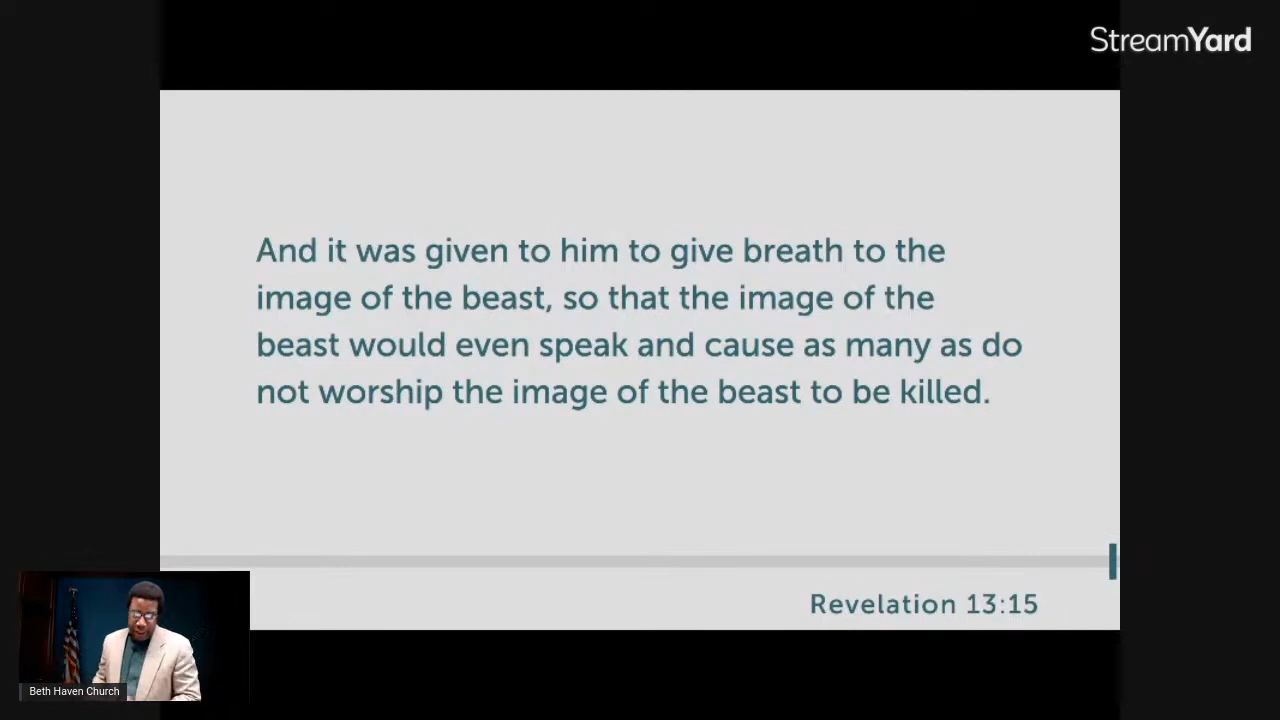 StreamYard
And it was given to him to give breath to the
image of the beast, so that the image of the
beast would even speak and cause as many as do
not worship the image of the beast to be killed.
Revelation 13:15
Beth Haven Church